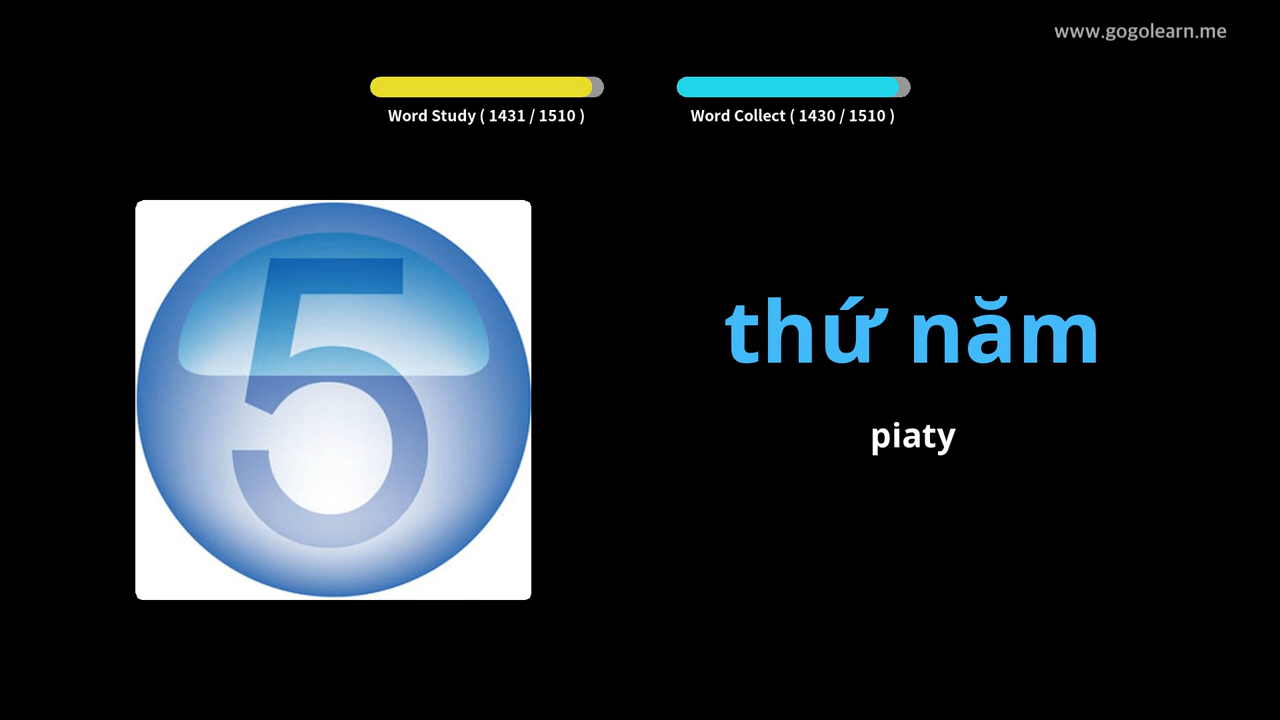 www.gogolearn.me
Word Study ( 1431 / 1510 )
Word Collect ( 1430 / 1510 )
5
thứ năm
piaty